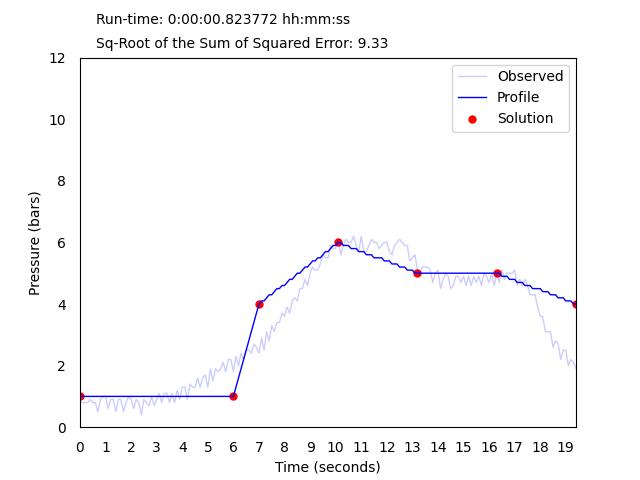 Run-time: 0:00:00.823772 hh:mm:ss
Sq-Root of the Sum of Squared Error: 9.33
12
10
8
6
4
2
0
Pressure (bars)
Observed
Profile
Solution
0 1 2 3 4 5 6 7 8 9 10 11 12 13 14 15 16 17 18 19
Time (seconds)